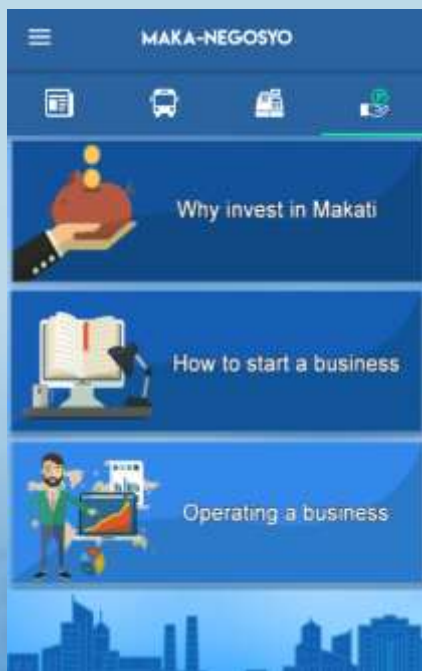 MAKA-NEGOSYO
Why invest in Makati
How to start a business
Operating a business